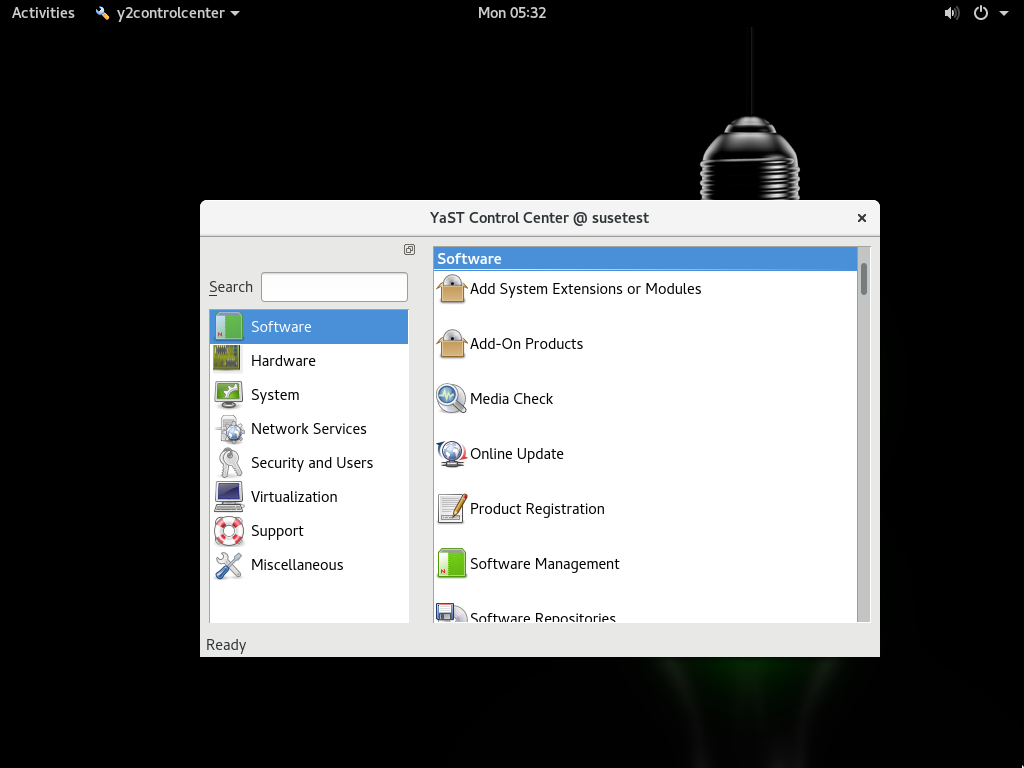 Activities
y2controlcenter
Mon 05:32
YaST Control Center @ susetest
Search
Software
Hardware
System
Network Services
Security and Users
Virtualization
Support
Miscellaneous
Software
Add System Extensions or Modules
Add-On Products
Media Check
Online Update
Product Registration
Software Management
Software Repositories
Ready